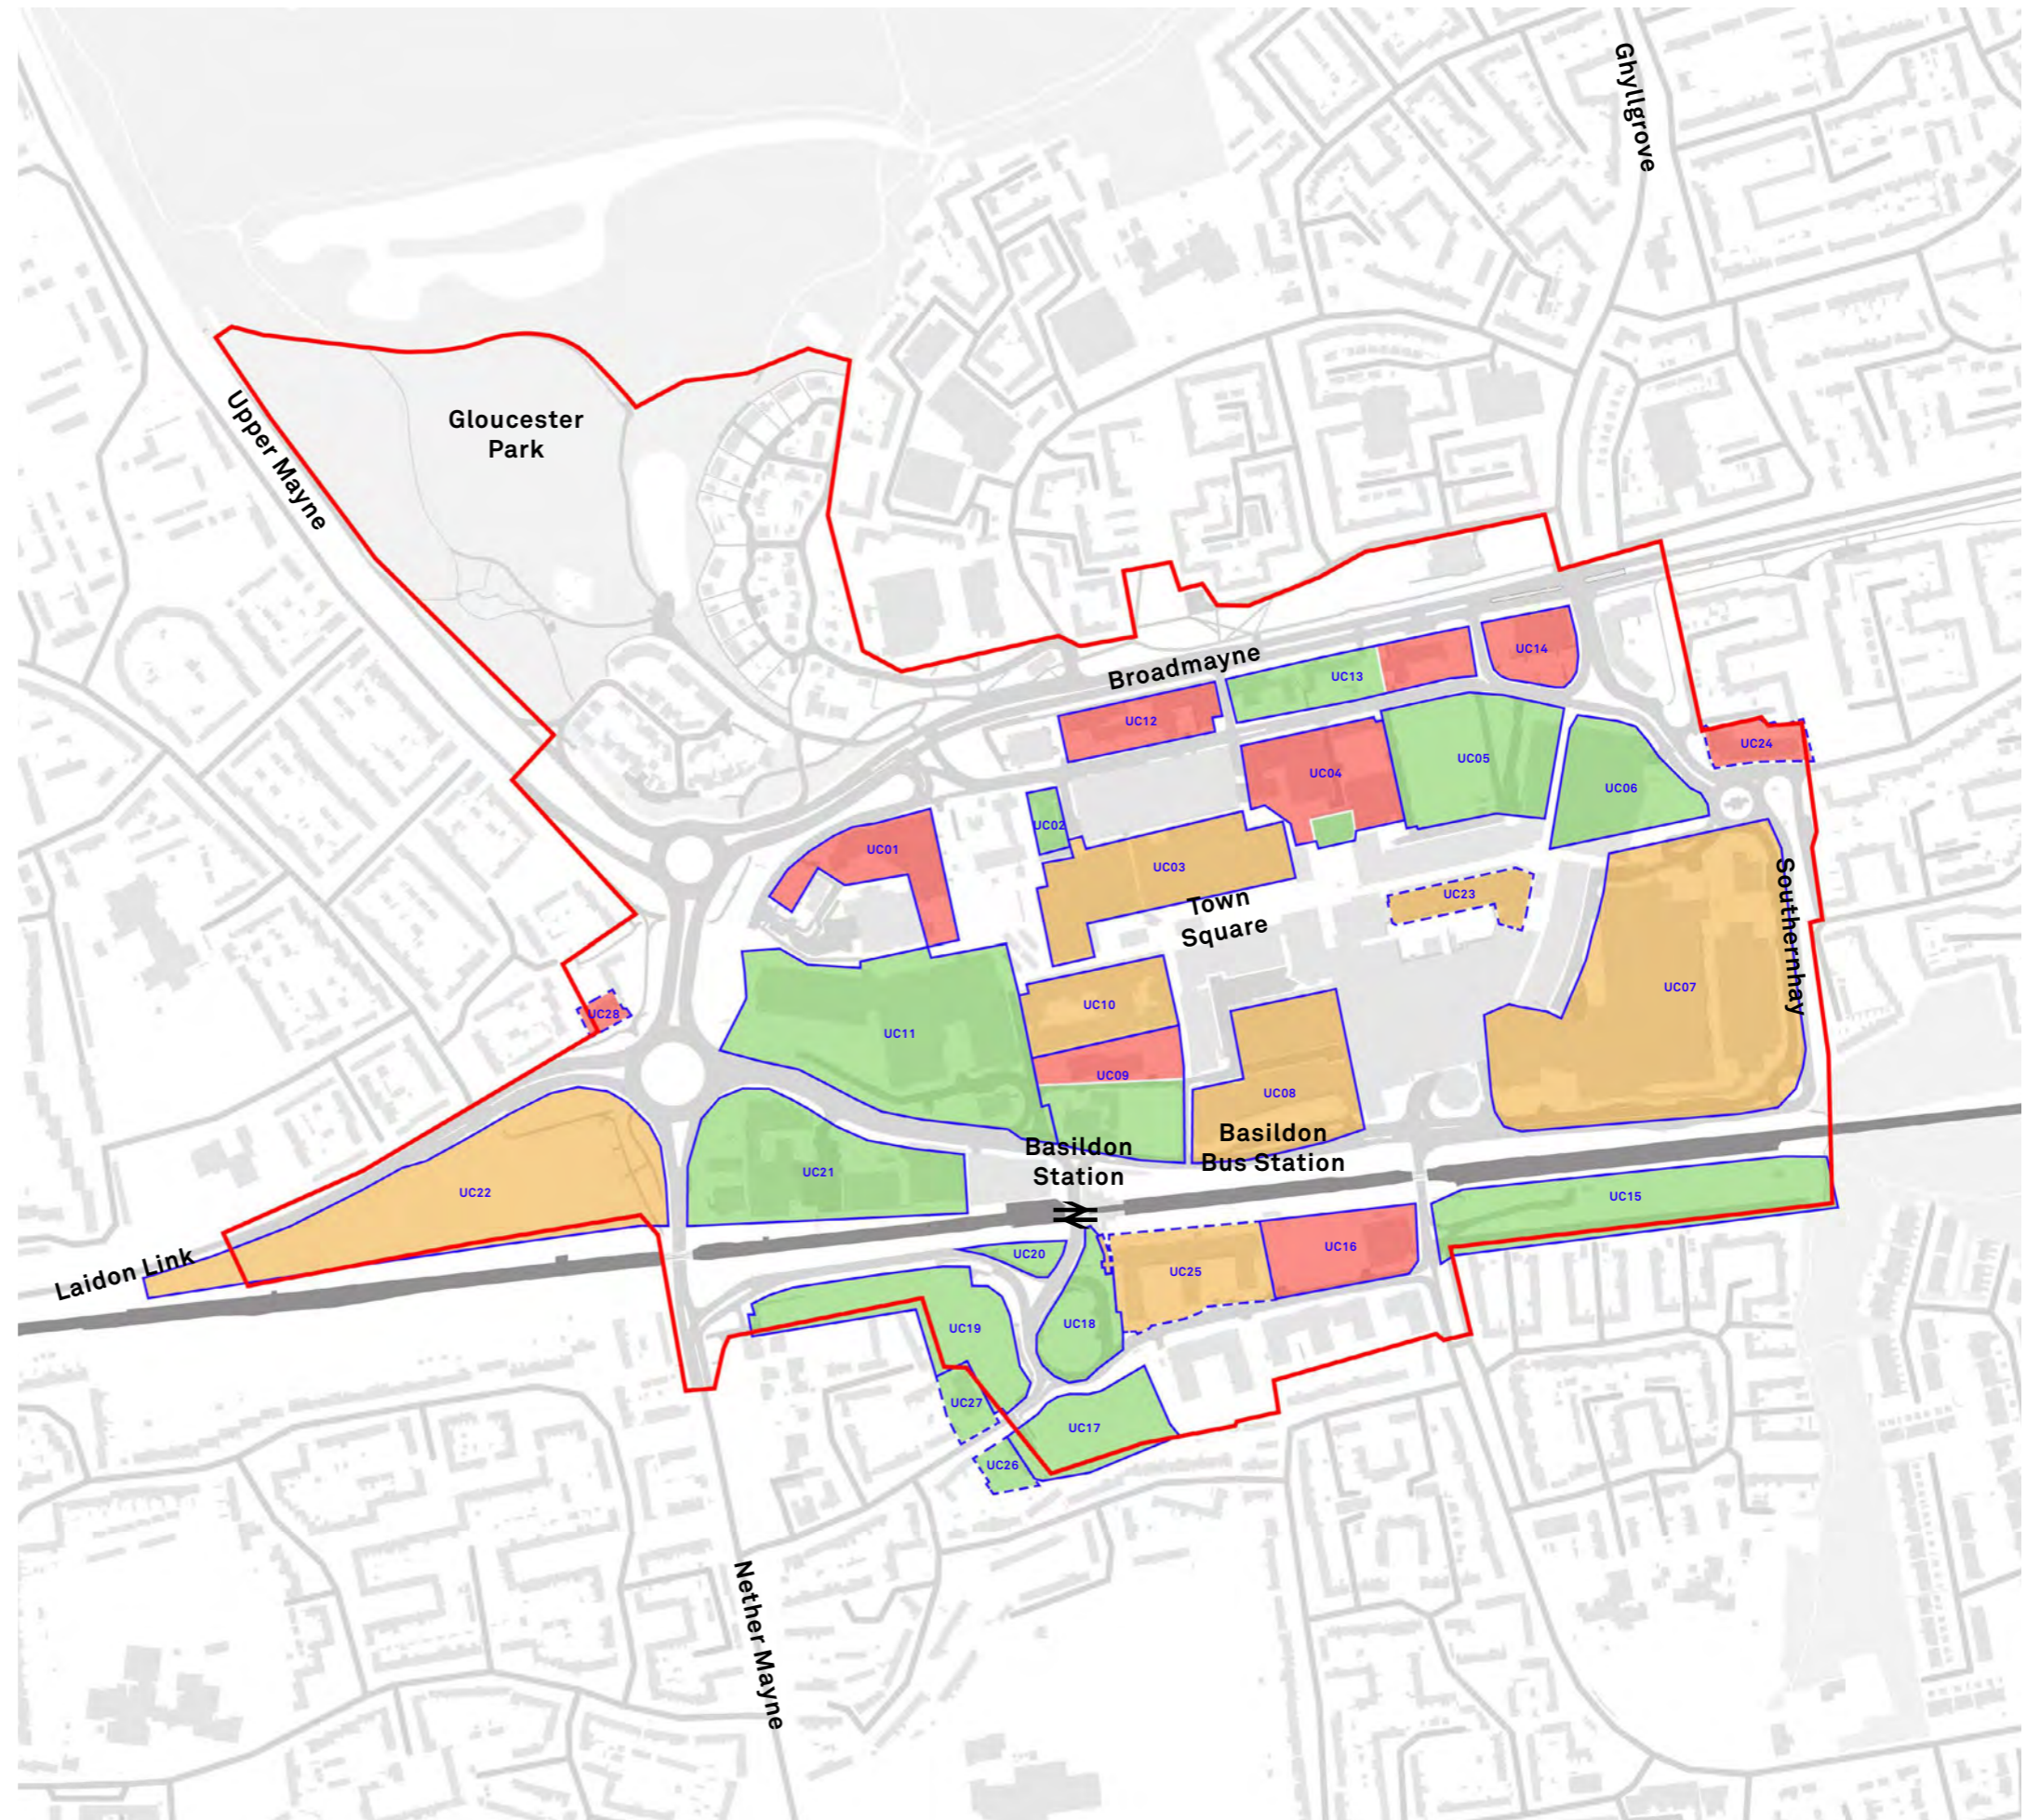 Ghyllgrove
Upper Mayne
Gloucester
Park
Broadmayne
UC14
UC13
UC12
UC24
UC04
UC05
UC06
UC02
UC01
UC03
UC23
Town
Square
Southernhay
UC07
UC10
UC28
UC11
UC09
UC08
Basildon
Bus Station
Basildon
Station
UC21
UC22
UC15
Laidon Link
UC20
UC16
UC25
UC18
UC19
UC27
UC17
UC26
Nether Mayne